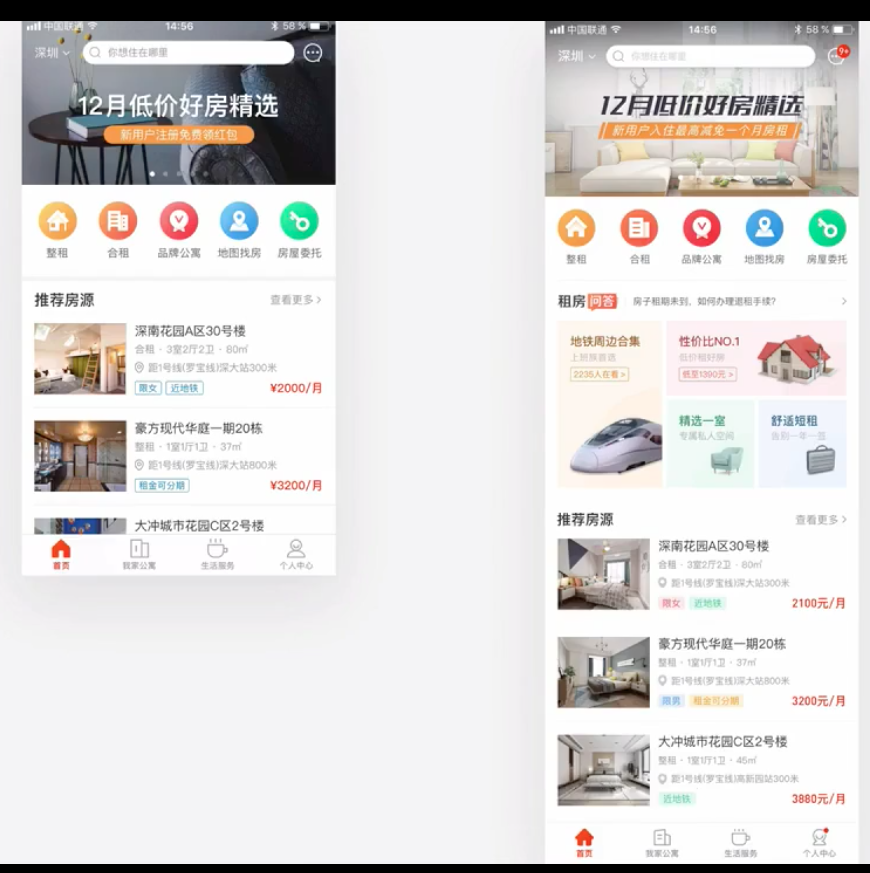 中国联通
14:56
58 %
深圳
你想住在哪里
12月低价好房精选
新用户注册免费领红包
整租
合租
品牌公寓
地图找房
房屋委托
推荐房源
查看更多
深南花园A区30号楼
合租 · 3室2厅2卫 · 80㎡
距1号线(罗宝线)深大站300米
限女 近地铁
¥2000/月
豪方现代华庭一期20栋
整租 · 1室1厅1卫 · 37㎡
距1号线(罗宝线)深大站800米
租金可分期
¥3200/月
大冲城市花园C区2号楼
首页
我家公寓
生活服务
个人中心
中国联通
14:56
58 %
深圳
你想住在哪里
9+
12月低价好房精选
新用户入住最高减免一个月房租
整租
合租
品牌公寓
地图找房
房屋委托
租房 问答
房子租期未到，如何办理退租手续?
地铁周边合集
上班族首选
2235人在看 >
性价比NO.1
低价租好房
低至1390元 >
精选一室
专属私人空间
舒适短租
告别一年一签
推荐房源
查看更多
深南花园A区30号楼
合租 · 3室2厅2卫 · 80㎡
距1号线(罗宝线)深大站300米
限女 近地铁
2100元/月
豪方现代华庭一期20栋
整租 · 1室1厅1卫 · 37㎡
距1号线(罗宝线)深大站800米
限男 租金可分期
3200元/月
大冲城市花园C区2号楼
整租 · 1室1厅1卫 · 45㎡
距1号线(罗宝线)高新园站300米
近地铁
3880元/月
首页
我家公寓
生活服务
个人中心